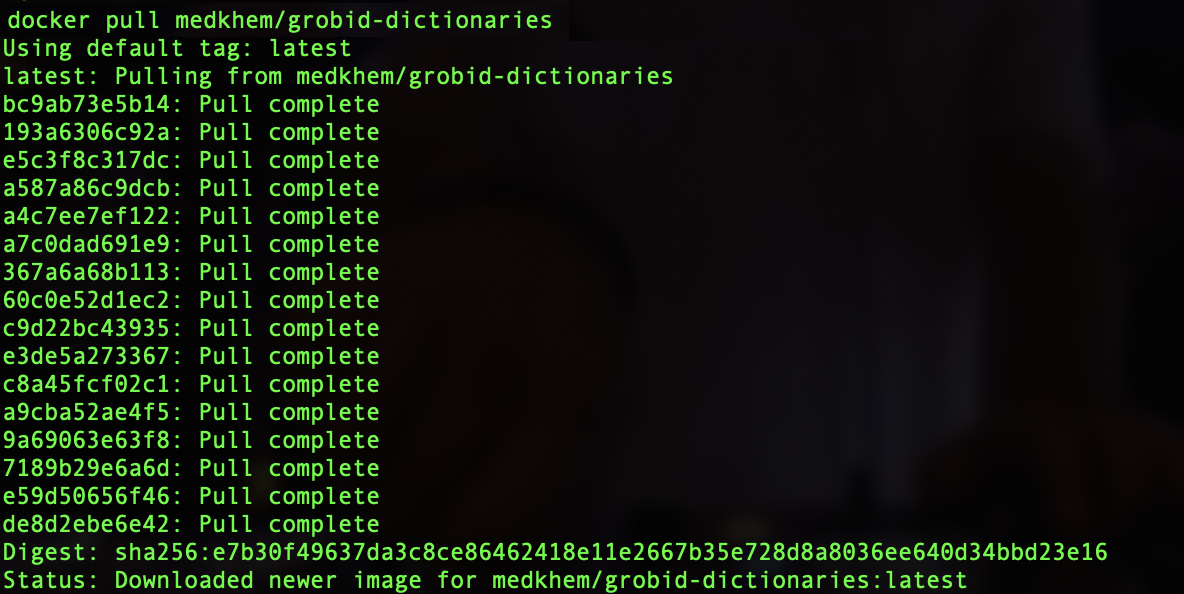 docker pull medkhem/grobid-dictionaries
Using default tag: latest
latest: Pulling from medkhem/grobid-dictionaries
bc9ab73e5b14: Pull complete
193a6306c92a: Pull complete
e5c3f8c317dc: Pull complete
a587a86c9dcb: Pull complete
a4c7ee7ef122: Pull complete
a7c0dad691e9: Pull complete
367a6a68b113: Pull complete
60c0e52d1ec2: Pull complete
c9d22bc43935: Pull complete
e3de5a273367: Pull complete
c8a45fcf02c1: Pull complete
a9cba52ae4f5: Pull complete
9a69063e63f8: Pull complete
7189b29e6a6d: Pull complete
e59d50656f46: Pull complete
de8d2ebe6e42: Pull complete
Digest: sha256:e7b30f49637da3c8ce86462418e11e2667b35e728d8a8036ee640d34bbd23e16
Status: Downloaded newer image for medkhem/grobid-dictionaries:latest